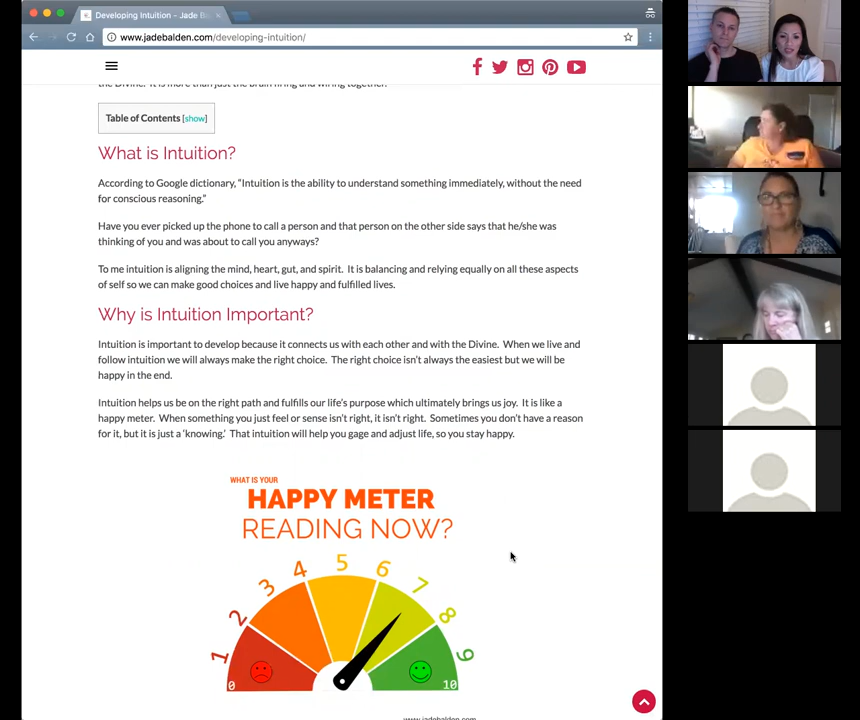 Developing Intuition - Jade B
www.jadebalden.com/developing-intuition/
the Divine. It is more than just the brain firing and wiring together.
Table of Contents [show]
What is Intuition?
According to Google dictionary, “Intuition is the ability to understand something immediately, without the need
for conscious reasoning.”
Have you ever picked up the phone to call a person and that person on the other side says that he/she was
thinking of you and was about to call you anyways?
To me intuition is aligning the mind, heart, gut, and spirit. It is balancing and relying equally on all these aspects
of self so we can make good choices and live happy and fulfilled lives.
Why is Intuition Important?
Intuition is important to develop because it connects us with each other and with the Divine. When we live and
follow intuition we will always make the right choice. The right choice isn’t always the easiest but we will be
happy in the end.
Intuition helps us be on the right path and fulfills our life’s purpose which ultimately brings us joy. It is like a
happy meter. When something you just feel or sense isn’t right, it isn’t right. Sometimes you don’t have a reason
for it, but it is just a ‘knowing.’ That intuition will help you gage and adjust life, so you stay happy.
WHAT IS YOUR
HAPPY METER
READING NOW?
0 1 2 3 4 5 6 7 8 9 10
www.jadebalden.com